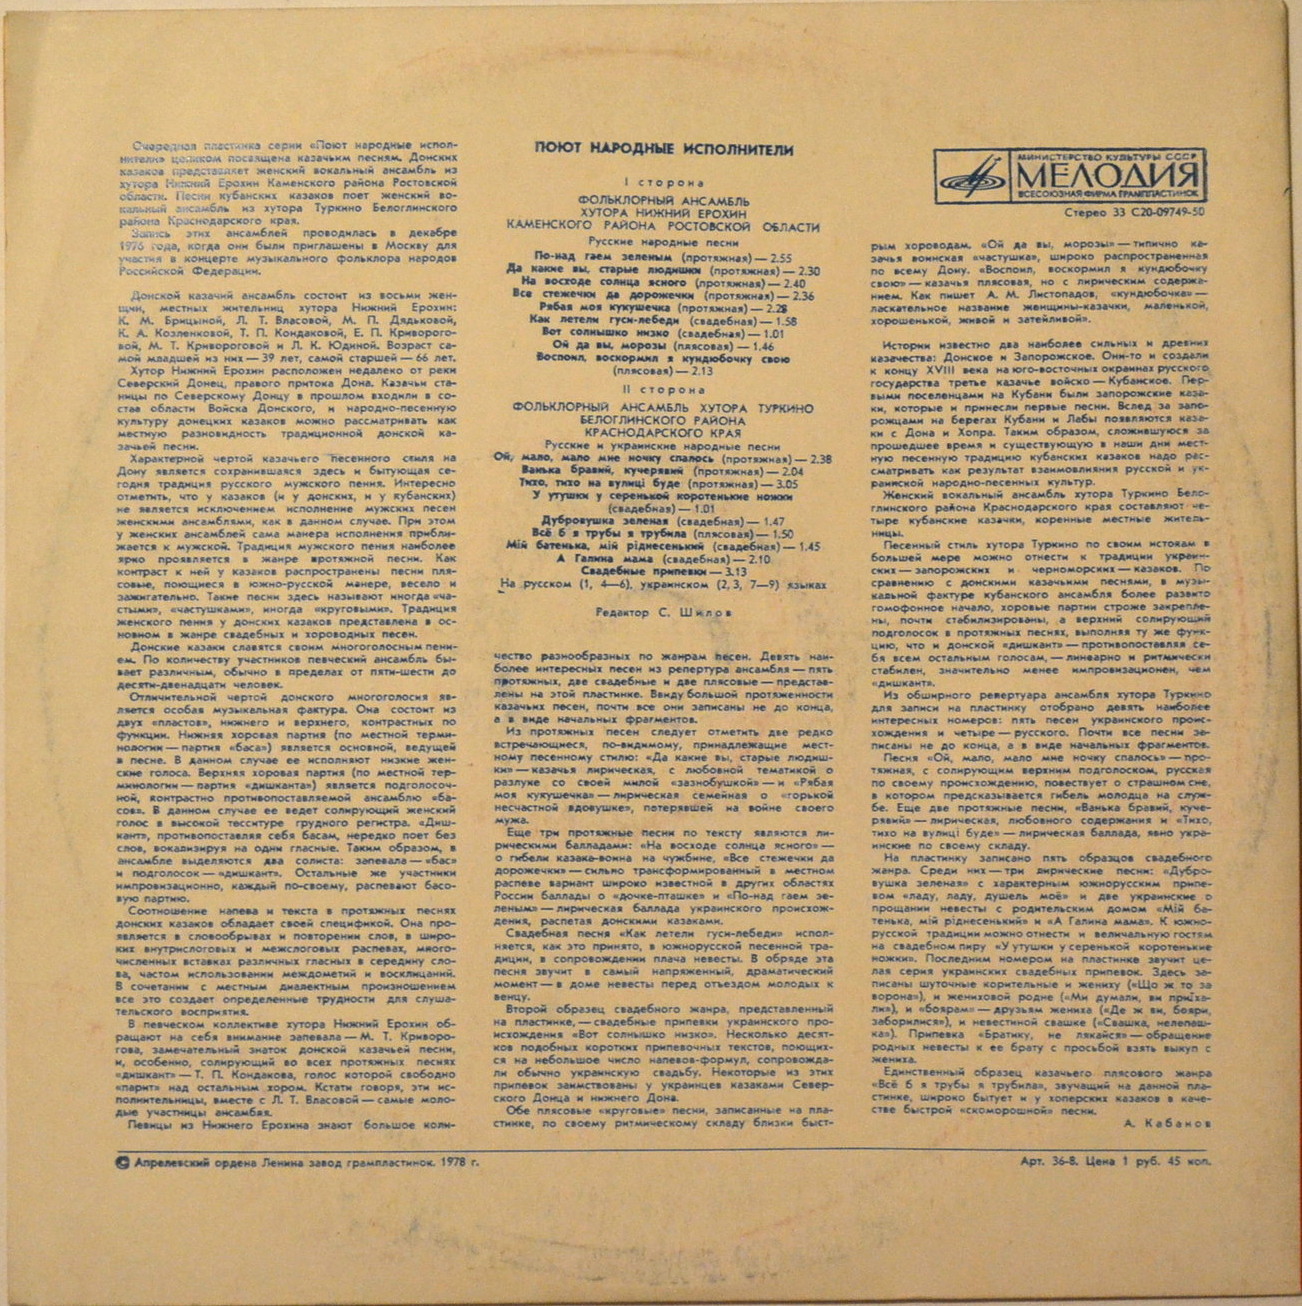 Очередная пластинка серии «Поют народные испол-
нители» целиком посвящена казачьим песням. Донских
казаков представляет женский вокальный ансамбль из
хутора Нижний Ерохин Каменского района Ростовской
области. Песни кубанских казаков поет женский во-
кальный ансамбль из хутора Туркино Белоглинского
района Краснодарского края.
Запись этих ансамблей проводилась в декабре
1976 года, когда они были приглашены в Москву для
участия в концерте музыкального фольклора народов
Российской Федерации.
Донской казачий ансамбль состоит из восьми жен-
щин, местных жительниц хутора Нижний Ерохин:
К. М. Брицыной, Л. Т. Власовой, М. П. Дядьковой,
К. А. Козленковой, Т. П. Кондаковой, Е. П. Криворого-
вой, М. Т. Кривороговой и Л. К. Юдиной. Возраст са-
мой младшей из них — 39 лет, самой старшей — 66 лет.
Хутор Нижний Ерохин расположен недалеко от реки
Северский Донец, правого притока Дона. Казачьи ста-
ницы по Северскому Донцу в прошлом входили в со-
став области Войска Донского, и народно-песенную
культуру донецких казаков можно рассматривать как
местную разновидность традиционной донской ка-
зачьей песни.
Характерной чертой казачьего песенного стиля на
Дону является сохранившаяся здесь и бытующая се-
годня традиция русского мужского пения. Интересно
отметить, что у казаков (и у донских, и у кубанских)
не является исключением исполнение мужских песен
женскими ансамблями, как в данном случае. При этом
у женских ансамблей сама манера исполнения прибли-
жается к мужской. Традиция мужского пения наиболее
ярко проявляется в жанре протяжной песни. Как
контраст к ней у казаков распространены песни пля-
совые, поющиеся в южно-русской манере, весело и
зажигательно. Такие песни здесь называют иногда «ча-
стыми», «частушками», иногда «круговыми». Традиция
женского пения у донских казаков представлена в ос-
новном в жанре свадебных и хороводных песен.
Донские казаки славятся своим многоголосным пени-
ем. По количеству участников певческий ансамбль бы-
вает различным, обычно в пределах от пяти-шести до
десяти-двенадцати человек.
Отличительной чертой донского многоголосия яв-
ляется особая музыкальная фактура. Она состоит из
двух «пластов», нижнего и верхнего, контрастных по
функции. Нижняя хоровая партия (по местной терми-
нологии — партия «баса») является основной, ведущей
в песне. В данном случае ее исполняют низкие жен-
ские голоса. Верхняя хоровая партия (по местной тер-
минологии — партия «дишканта») является подголосоч-
ной, контрастно противопоставляемой ансамблю «ба-
сов». В данном случае ее ведет солирующий женский
голос в высокой тесситуре грудного регистра. «Диш-
кант», противопоставляя себя басам, нередко поет без
слов, вокализируя на одни гласные. Таким образом, в
ансамбле выделяются два солиста: запевала — «бас»
и подголосок — «дишкант». Остальные же участники
импровизационно, каждый по-своему, распевают басо-
вую партию.
Соотношение напева и текста в протяжных песнях
донских казаков обладает своей спецификой. Она про-
является в словообрывах и повторении слов, в широ-
ких внутрислоговых и межслоговых распевах, много-
численных вставках различных гласных в середину сло-
ва, частом использовании междометий и восклицаний.
В сочетании с местным диалектным произношением
все это создает определенные трудности для слуша-
тельского восприятия.
В певческом коллективе хутора Нижний Ерохин об-
ращают на себя внимание запевала — М. Т. Криворо-
гова, замечательный знаток донской казачьей песни,
и, особенно, солирующий во всех протяжных песнях
«дишкант» — Т. П. Кондакова, голос которой свободно
«парит» над остальным хором. Кстати говоря, эти ис-
полнительницы, вместе с Л. Т. Власовой — самые моло-
дые участницы ансамбля.
Певицы из Нижнего Ерохина знают большое коли-
ПОЮТ НАРОДНЫЕ ИСПОЛНИТЕЛИ
I сторона
ФОЛЬКЛОРНЫЙ АНСАМБЛЬ
ХУТОРА НИЖНИЙ ЕРОХИН
КАМЕНСКОГО РАЙОНА РОСТОВСКОЙ ОБЛАСТИ
Русские народные песни
По-над гаем зеленым (протяжная) — 2.55
Да какие вы, старые людишки (протяжная) — 2.30
На восходе солнца ясного (протяжная) — 2.40
Все стежечки да дорожечки (протяжная) — 2.36
Рябая моя кукушечка (протяжная) — 2.28
Как летели гуси-лебеди (свадебная) — 1.58
Вот солнышко низко (свадебная) — 1.01
Ой да вы, морозы (плясовая) — 1.46
Воспоил, воскормил я кундюбочку свою
(плясовая) — 2.13
II сторона
ФОЛЬКЛОРНЫЙ АНСАМБЛЬ ХУТОРА ТУРКИНО
БЕЛОГЛИНСКОГО РАЙОНА
КРАСНОДАРСКОГО КРАЯ
Русские и украинские народные песни
Ой, мало, мало мне ночку спалось (протяжная) — 2.38
Ванька бравий, кучерявий (протяжная) — 2.04
Тихо, тихо на вулиці буде (протяжная) — 3.05
У утушки у серенькой коротенькие ножки
(свадебная) — 1.01
Дубровушка зеленая (свадебная) — 1.47
Всё б я трубы я трубила (плясовая) — 1.50
Мій батенька, мій ріднесенький (свадебная) — 1.45
А Галина мама (свадебная) — 2.10
Свадебные припевки — 3.13
На русском (1, 4—6), украинском (2, 3, 7—9) языках
Редактор С. Шилов
чество разнообразных по жанрам песен. Девять наи-
более интересных песен из репертура ансамбля — пять
протяжных, две свадебные и две плясовые — представ-
лены на этой пластинке. Ввиду большой протяженности
казачьих песен, почти все они записаны не до конца,
а в виде начальных фрагментов.
Из протяжных песен следует отметить две редко
встречающиеся, по-видимому, принадлежащие мест-
ному песенному стилю: «Да какие вы, старые людиш-
ки» — казачья лирическая, с любовной тематикой о
разлуке со своей милой «зазнобушкой» — и «Рябая
моя кукушечка» — лирическая семейная о «горькой
несчастной вдовушке», потерявшей на войне своего
мужа.
Еще три протяжные песни по тексту являются ли-
рическими балладами: «На восходе солнца ясного» —
о гибели казака-воина на чужбине, «Все стежечки да
дорожечки» — сильно трансформированный в местном
распеве вариант широко известной в других областях
России баллады о «дочке-пташке» и «По-над гаем зе-
леным» — лирическая баллада украинского происхож-
дения, распетая донскими казаками.
Свадебная песня «Как летели гуси-лебеди» испол-
няется, как это принято, в южнорусской песенной тра-
диции, в сопровождении плача невесты. В обряде эта
песня звучит в самый напряженный, драматический
момент — в доме невесты перед отъездом молодых к
венцу.
Второй образец свадебного жанра, представленный
на пластинке, — свадебные припевки украинского про-
исхождения «Вот солнышко низко». Несколько десят-
ков подобных коротких припевочных текстов, поющих-
ся на небольшое число напевов-формул, сопровожда-
ли обычно украинскую свадьбу. Некоторые из этих
припевок заимствованы у украинцев казаками Север-
ского Донца и нижнего Дона.
Обе плясовые «круговые» песни, записанные на пла-
стинке, по своему ритмическому складу близки быст-
МИНИСТЕРСТВО КУЛЬТУРЫ СССР
МЕЛОДИЯ
ВСЕСОЮЗНАЯ ФИРМА ГРАМПЛАСТИНОК
Стерео 33 С20-09749-50
рым хороводам. «Ой да вы, морозы» — типично ка-
зачья воинская «частушка», широко распространенная
по всему Дону. «Воспоил, воскормил я кундюбочку
свою» — казачья плясовая, но с лирическим содержа-
нием. Как пишет А. М. Листопадов, «кундюбочка» —
ласкательное название женщины-казачки, маленькой,
хорошенькой, живой и затейливой».
Истории известно два наиболее сильных и древних
казачества: Донское и Запорожское. Они-то и создали
к концу XVIII века на юго-восточных окраинах русского
государства третье казачье войско — Кубанское. Пер-
выми поселенцами на Кубани были запорожские каза-
ки, которые и принесли первые песни. Вслед за запо-
рожцами на берегах Кубани и Лабы появляются каза-
ки с Дона и Хопра. Таким образом, сложившуюся за
прошедшее время и существующую в наши дни мест-
ную песенную традицию кубанских казаков надо рас-
сматривать как результат взаимовлияния русской и ук-
раинской народно-песенных культур.
Женский вокальный ансамбль хутора Туркино Бело-
глинского района Краснодарского края составляют че-
тыре кубанские казачки, коренные местные житель-
ницы.
Песенный стиль хутора Туркино по своим истокам в
большей мере можно отнести к традиции украин-
ских — запорожских и черноморских — казаков. По
сравнению с донскими казачьими песнями, в музы-
кальной фактуре кубанского ансамбля более развито
гомофонное начало, хоровые партии строже закрепле-
ны, почти стабилизированы, а верхний солирующий
подголосок в протяжных песнях, выполняя ту же функ-
цию, что и донской «дишкант» — противопоставляя се-
бя всем остальным голосам, — линеарно и ритмически
стабилен, значительно менее импровизационен, чем
«дишкант».
Из обширного репертуара ансамбля хутора Туркино
для записи на пластинку отобрано девять наиболее
интересных номеров: пять песен украинского проис-
хождения и четыре — русского. Почти все песни за-
писаны не до конца, а в виде начальных фрагментов.
Песня «Ой, мало, мало мне ночку спалось» — про-
тяжная, с солирующим верхним подголоском, русская
по своему происхождению, повествует о страшном сне,
в котором предсказывается гибель молодца на служ-
бе. Еще две протяжные песни, «Ванька бравий, куче-
рявий» — лирическая, любовного содержания и «Тихо,
тихо на вулиці буде» — лирическая баллада, явно укра-
инские по своему складу.
На пластинку записано пять образцов свадебного
жанра. Среди них — три лирические песни: «Дубро-
вушка зеленая» с характерным южнорусским припе-
вом «ладу, ладу, душель моё» и две украинские о
прощании невесты с родительским домом «Мій ба-
тенька, мій ріднесенький» и «А Галина мама». К южно-
русской традиции можно отнести и величальную гостям
на свадебном пиру «У утушки у серенькой коротенькие
ножки». Последним номером на пластинке звучит це-
лая серия украинских свадебных припевок. Здесь за-
писаны шуточные корительные и жениху («Що ж то за
ворона»), и жениховой родне («Ми думали, ви приїха-
ли»), и «боярам» — друзьям жениха («Де ж ви, бояри,
заборилися»), и невестиной свашке («Свашка, нелепаш-
ка»). Припевка «Братику, не лякайся» — обращение
родных невесты к ее брату с просьбой взять выкуп с
жениха.
Единственный образец казачьего плясового жанра
«Всё б я трубы я трубила», звучащий на данной пла-
стинке, широко бытует и у хоперских казаков в каче-
стве быстрой «скоморошной» песни.
А. Кабанов
© Апрелевский ордена Ленина завод грампластинок. 1978 г.
Арт. 36-8. Цена 1 руб. 45 коп.